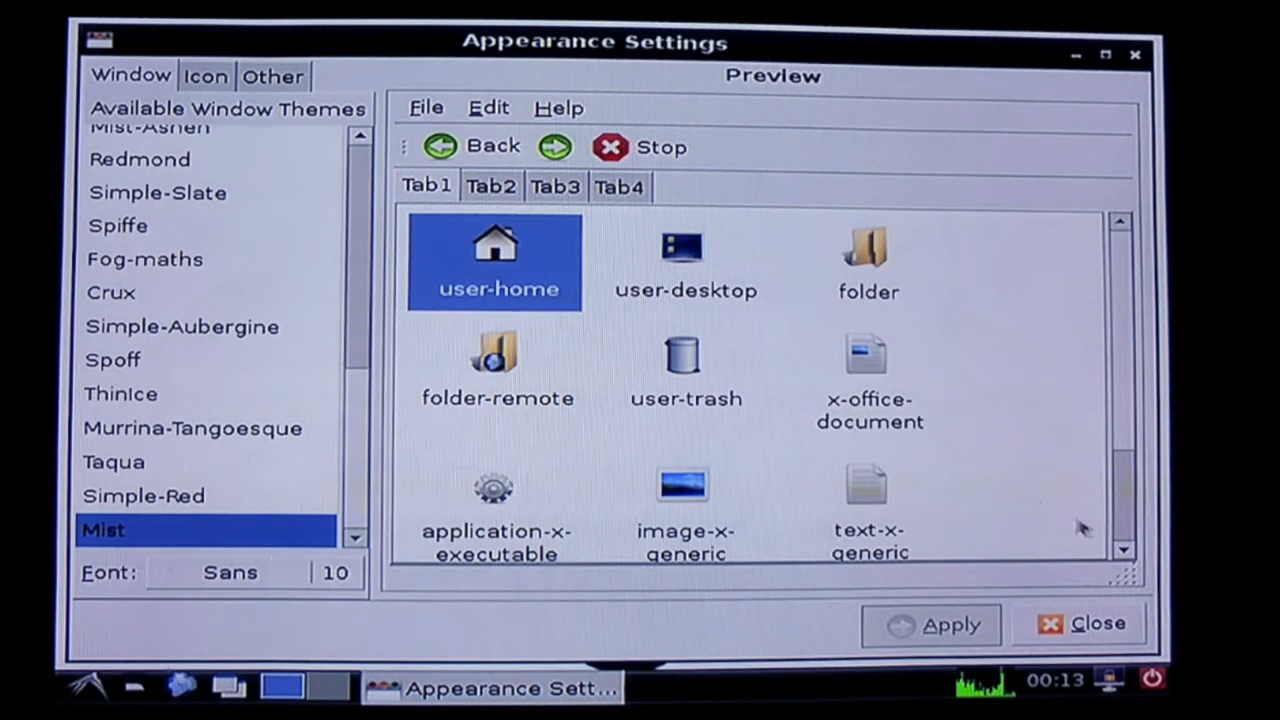 Appearance Settings
Window Icon Other
Preview
Available Window Themes
Mist-Ashen
Redmond
Simple-Slate
Spiffe
Fog-maths
Crux
Simple-Aubergine
Spoff
ThinIce
Murrina-Tangoesque
Taqua
Simple-Red
Mist
Font: Sans 10
File Edit Help
Back Stop
Tab1 Tab2 Tab3 Tab4
user-home user-desktop folder
folder-remote user-trash x-office-
document
application-x- image-x- text-x-
executable generic generic
Apply Close
Appearance Sett... 00:13